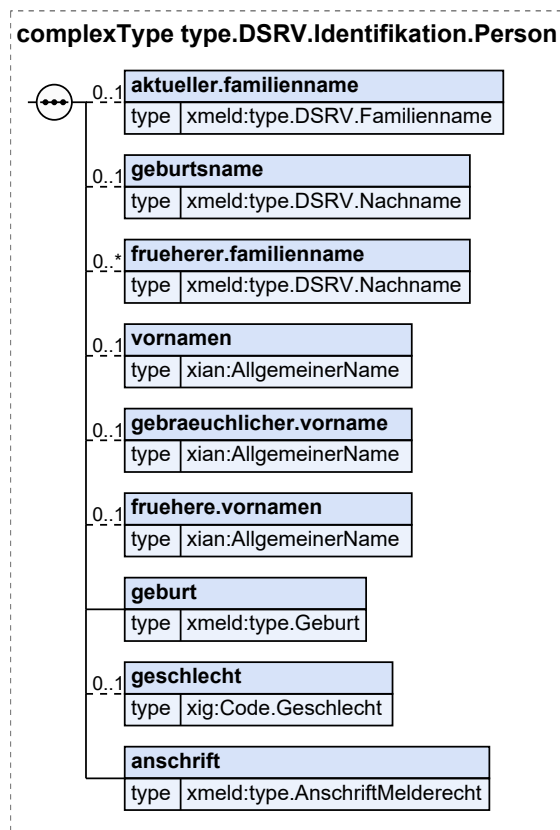 complexType type.DSRV.Identifikation.Person
0..1 aktueller.familienname
type xmeld:type.DSRV.Familienname
0..1 geburtsname
type xmeld:type.DSRV.Nachname
0..* frueherer.familienname
type xmeld:type.DSRV.Nachname
0..1 vornamen
type xian:AllgemeinerName
0..1 gebraeuchlicher.vorname
type xian:AllgemeinerName
0..1 fruehere.vornamen
type xian:AllgemeinerName
geburt
type xmeld:type.Geburt
0..1 geschlecht
type xig:Code.Geschlecht
anschrift
type xmeld:type.AnschriftMelderecht